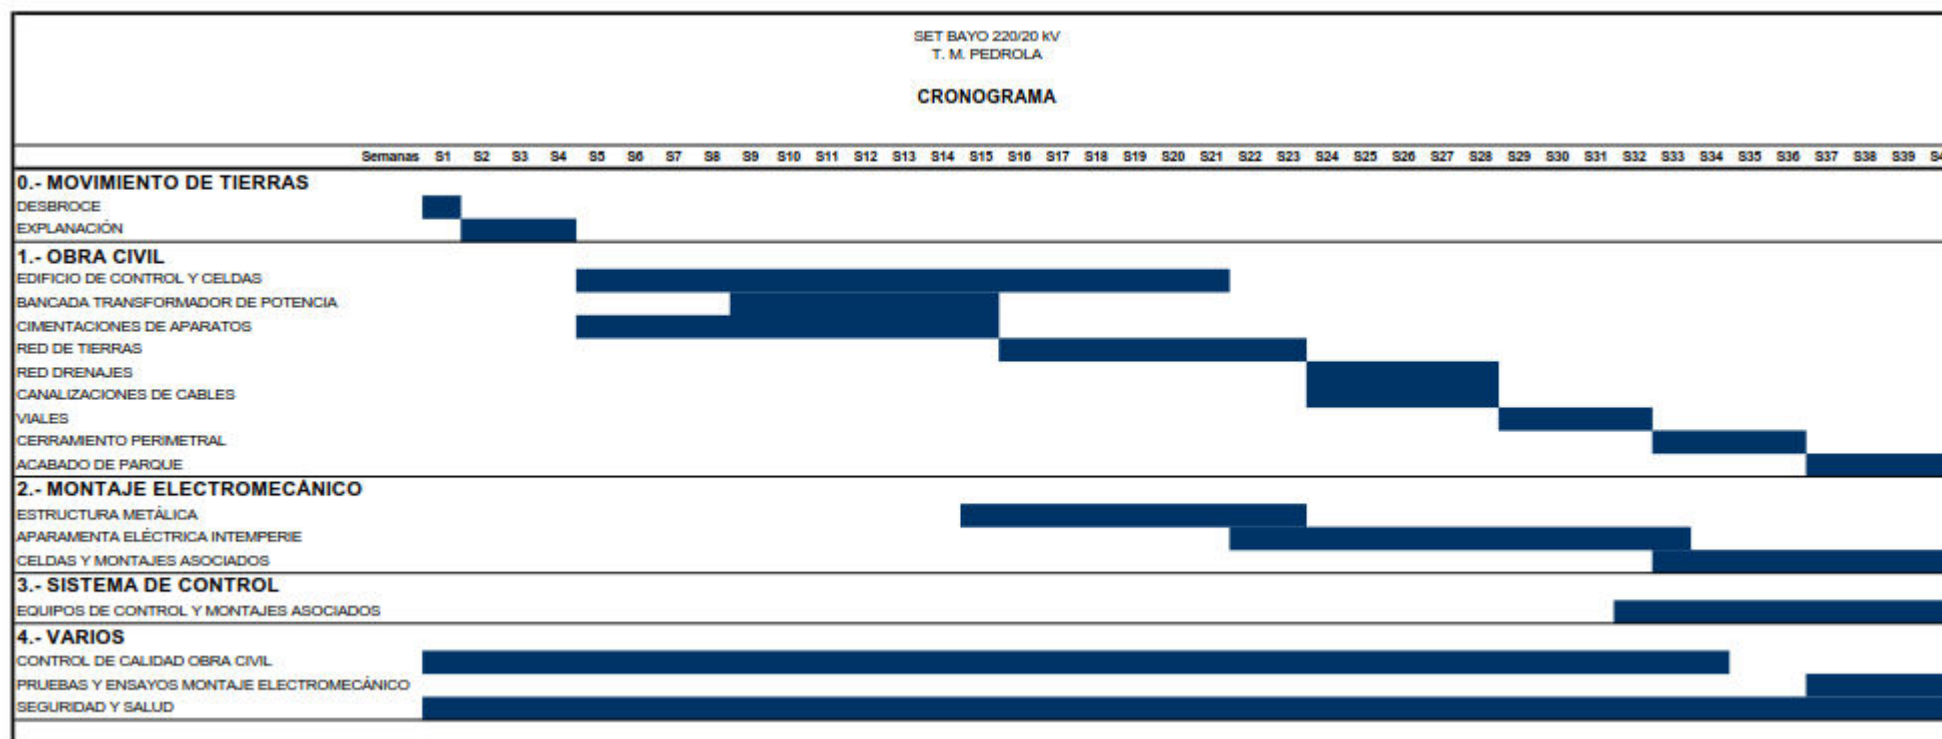 SET BAYO 220/20 kV
T. M. PEDROLA
CRONOGRAMA
Semanas S1 S2 S3 S4 S5 S6 S7 S8 S9 S10 S11 S12 S13 S14 S15 S16 S17 S18 S19 S20 S21 S22 S23 S24 S25 S26 S27 S28 S29 S30 S31 S32 S33 S34 S35 S36 S37 S38 S39
0.- MOVIMIENTO DE TIERRAS
DESBROCE
EXPLANACIÓN
1.- OBRA CIVIL
EDIFICIO DE CONTROL Y CELDAS
BANCADA TRANSFORMADOR DE POTENCIA
CIMENTACIONES DE APARATOS
RED DE TIERRAS
RED DRENAJES
CANALIZACIONES DE CABLES
VIALES
CERRAMIENTO PERIMETRAL
ACABADO DE PARQUE
2.- MONTAJE ELECTROMECÁNICO
ESTRUCTURA METÁLICA
APARAMENTA ELÉCTRICA INTEMPERIE
CELDAS Y MONTAJES ASOCIADOS
3.- SISTEMA DE CONTROL
EQUIPOS DE CONTROL Y MONTAJES ASOCIADOS
4.- VARIOS
CONTROL DE CALIDAD OBRA CIVIL
PRUEBAS Y ENSAYOS MONTAJE ELECTROMECÁNICO
SEGURIDAD Y SALUD